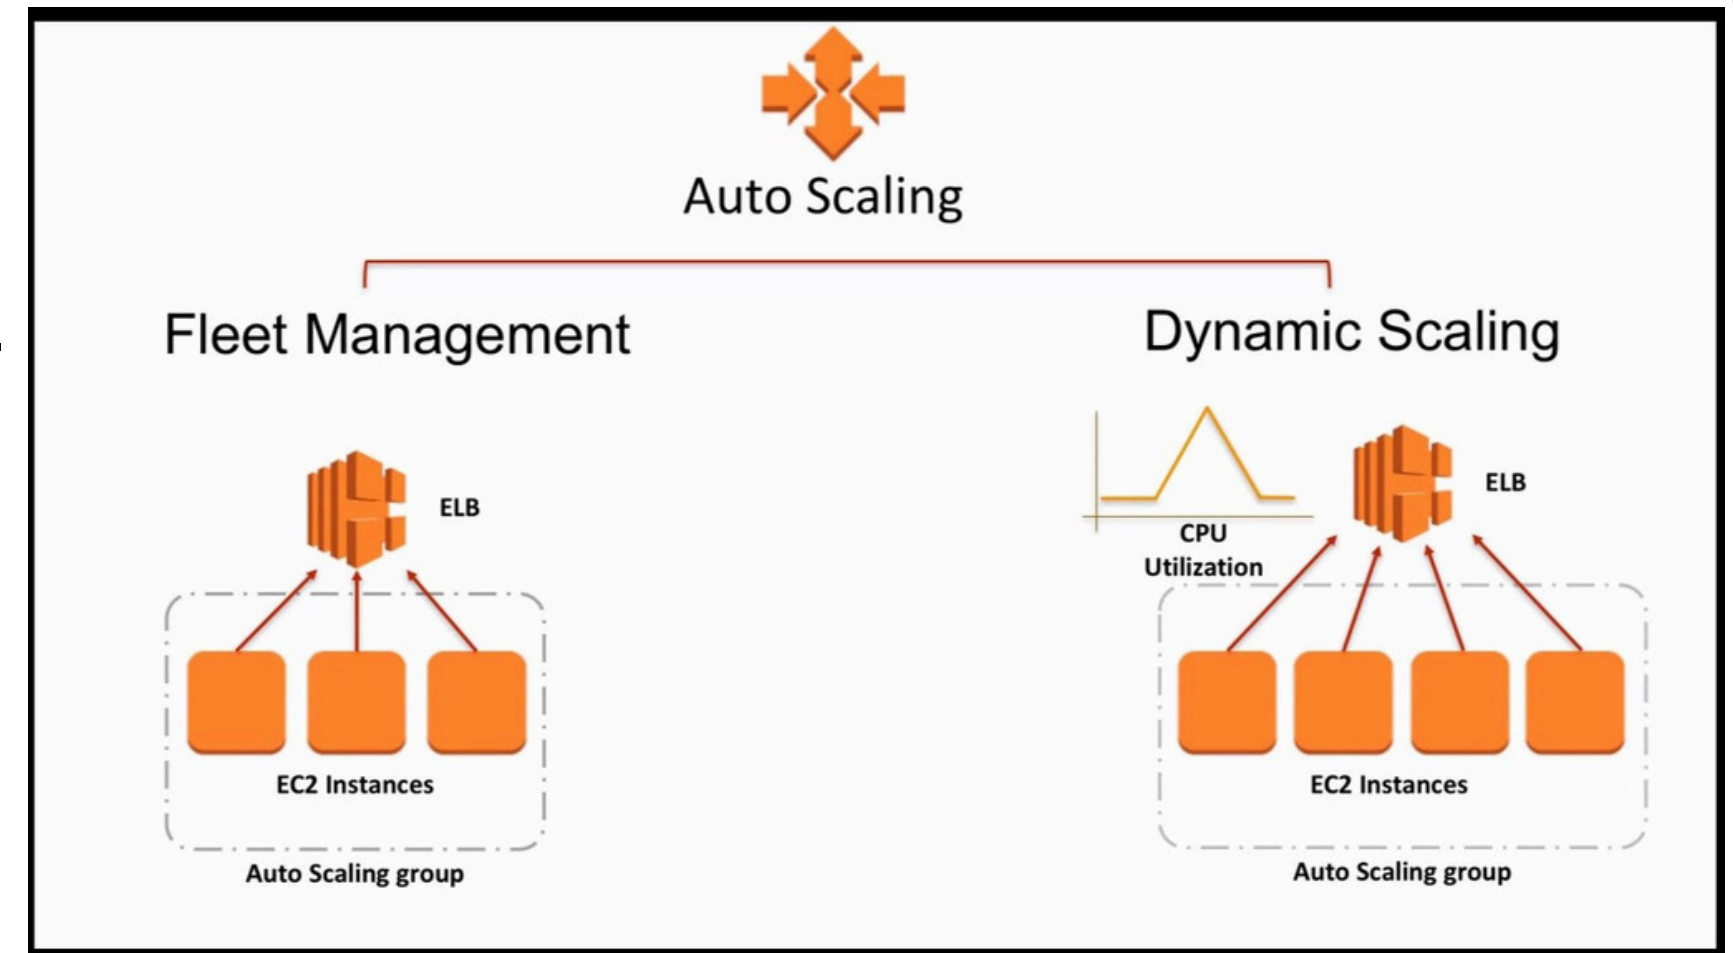 Auto Scaling
Fleet Management
Dynamic Scaling
ELB
EC2 Instances
Auto Scaling group
CPU
Utilization
ELB
EC2 Instances
Auto Scaling group